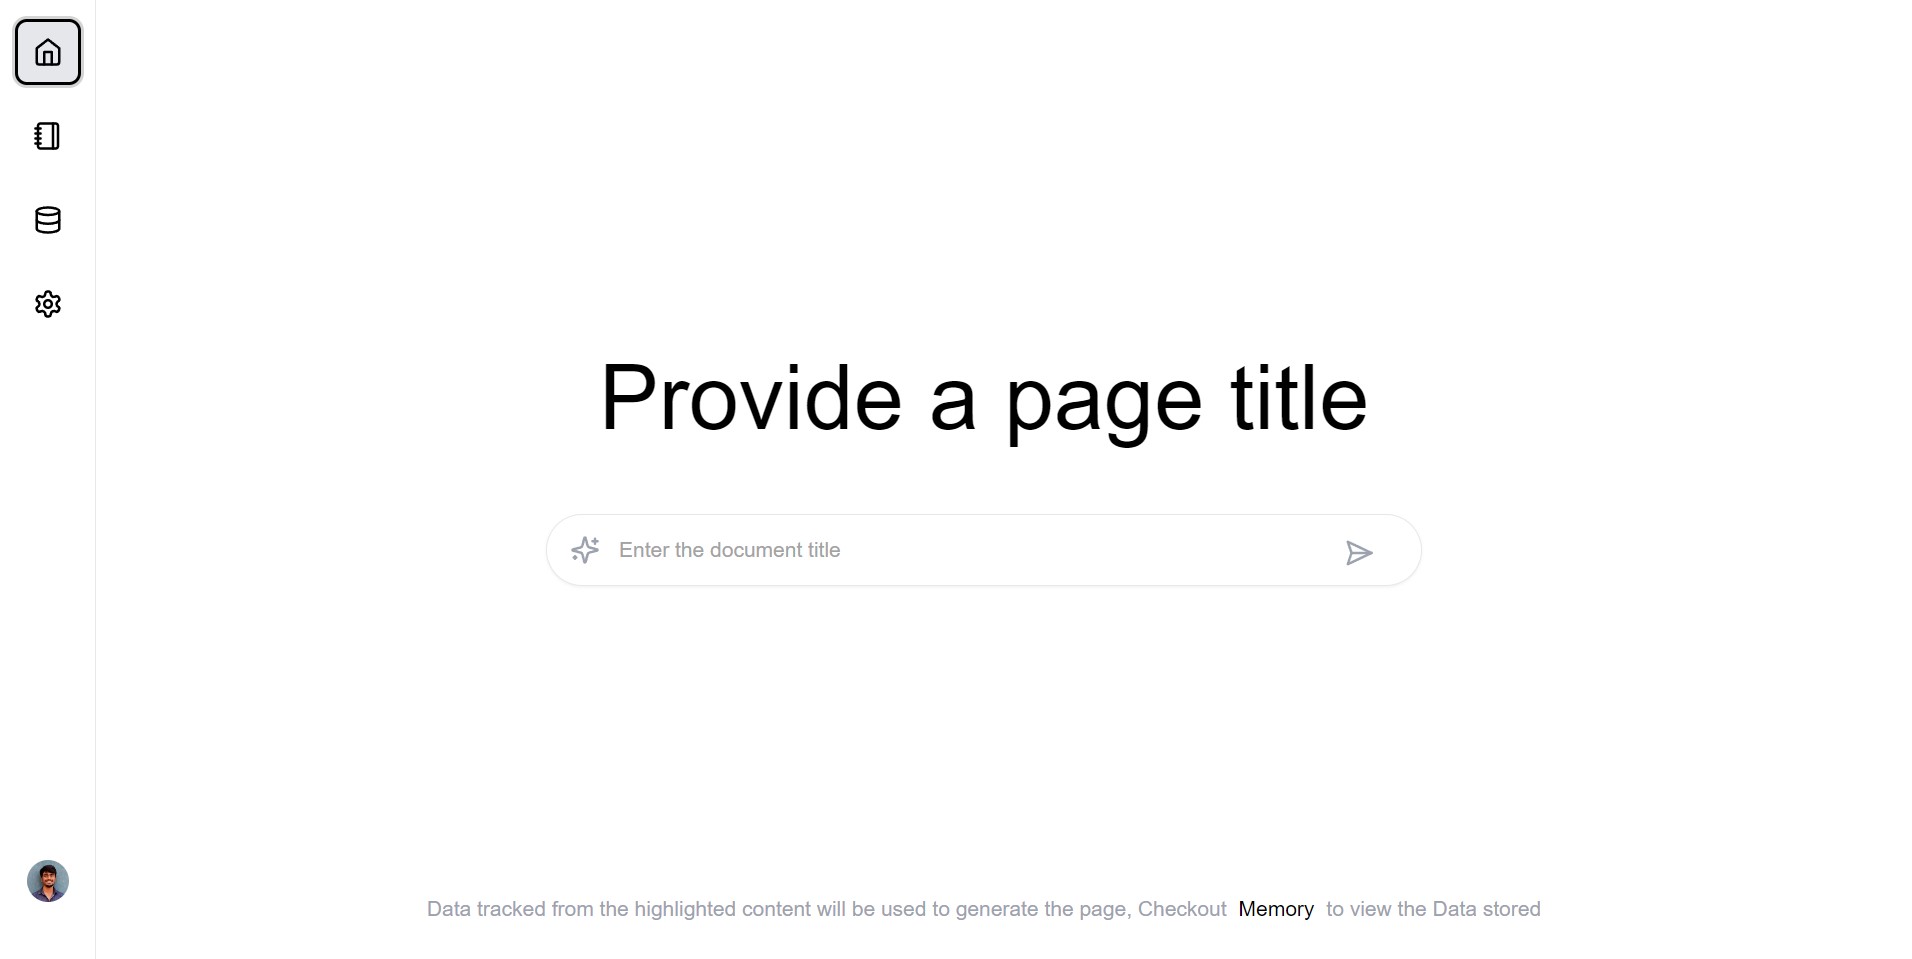 Provide a page title
Enter the document title
Data tracked from the highlighted content will be used to generate the page, Checkout Memory to view the Data stored